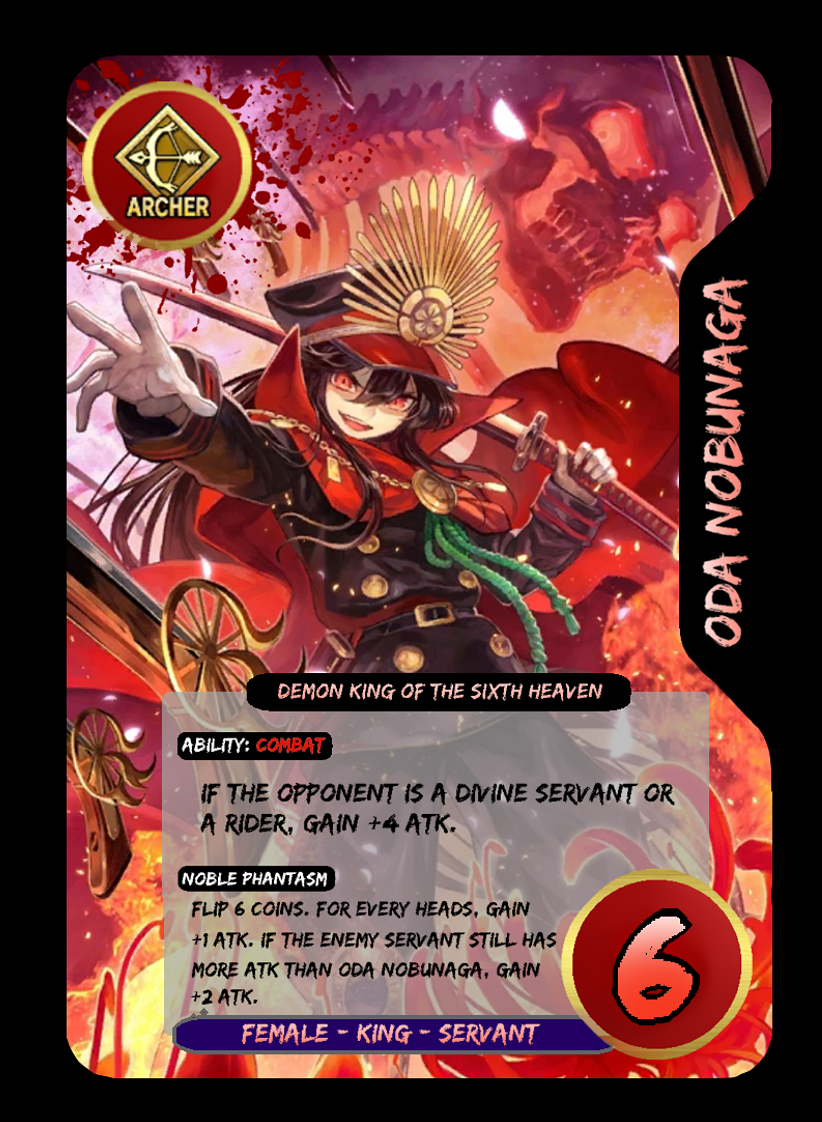 ARCHER
ODA NOBUNAGA
DEMON KING OF THE SIXTH HEAVEN
ABILITY: COMBAT
IF THE OPPONENT IS A DIVINE SERVANT OR
A RIDER, GAIN +4 ATK.
NOBLE PHANTASM
FLIP 6 COINS. FOR EVERY HEADS, GAIN
+1 ATK. IF THE ENEMY SERVANT STILL HAS
MORE ATK THAN ODA NOBUNAGA, GAIN
+2 ATK.
6
FEMALE - KING - SERVANT